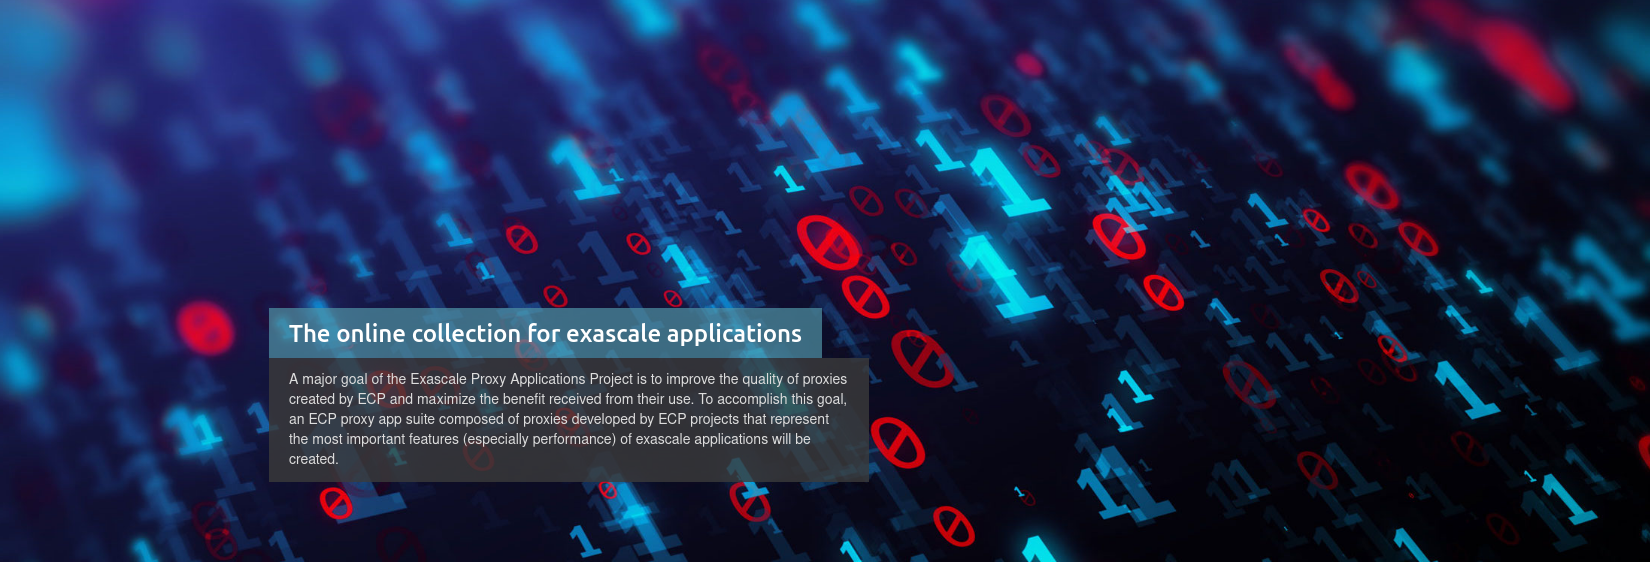 The online collection for exascale applications
A major goal of the Exascale Proxy Applications Project is to improve the quality of proxies
created by ECP and maximize the benefit received from their use. To accomplish this goal,
an ECP proxy app suite composed of proxies developed by ECP projects that represent
the most important features (especially performance) of exascale applications will be
created.